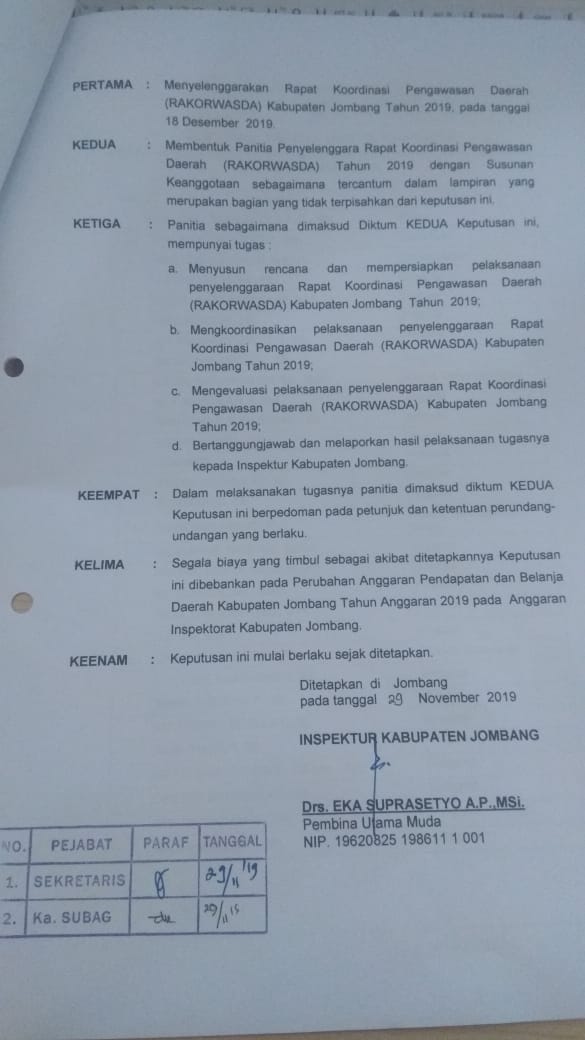 PERTAMA : Menyelenggarakan Rapat Koordinasi Pengawasan Daerah
(RAKORWASDA) Kabupaten Jombang Tahun 2019, pada tanggal
18 Desember 2019.
KEDUA : Membentuk Panitia Penyelenggara Rapat Koordinasi Pengawasan
Daerah (RAKORWASDA) Tahun 2019 dengan Susunan
Keanggotaan sebagaimana tercantum dalam lampiran yang
merupakan bagian yang tidak terpisahkan dari keputusan ini.
KETIGA : Panitia sebagaimana dimaksud Diktum KEDUA Keputusan ini,
mempunyai tugas :
a. Menyusun rencana dan mempersiapkan pelaksanaan
penyelenggaraan Rapat Koordinasi Pengawasan Daerah
(RAKORWASDA) Kabupaten Jombang Tahun 2019;
b. Mengkoordinasikan pelaksanaan penyelenggaraan Rapat
Koordinasi Pengawasan Daerah (RAKORWASDA) Kabupaten
Jombang Tahun 2019;
c. Mengevaluasi pelaksanaan penyelenggaraan Rapat Koordinasi
Pengawasan Daerah (RAKORWASDA) Kabupaten Jombang
Tahun 2019;
d. Bertanggungjawab dan melaporkan hasil pelaksanaan tugasnya
kepada Inspektur Kabupaten Jombang.
KEEMPAT : Dalam melaksanakan tugasnya panitia dimaksud diktum KEDUA
Keputusan ini berpedoman pada petunjuk dan ketentuan perundang-
undangan yang berlaku.
KELIMA : Segala biaya yang timbul sebagai akibat ditetapkannya Keputusan
ini dibebankan pada Perubahan Anggaran Pendapatan dan Belanja
Daerah Kabupaten Jombang Tahun Anggaran 2019 pada Anggaran
Inspektorat Kabupaten Jombang.
KEENAM : Keputusan ini mulai berlaku sejak ditetapkan.
Ditetapkan di Jombang
pada tanggal 29 November 2019
INSPEKTUR KABUPATEN JOMBANG
Drs. EKA SUPRASETYO A.P.,MSi.
Pembina Utama Muda
NIP. 19620825 198611 1 001
NO. PEJABAT PARAF TANGGAL
1. SEKRETARIS 29/11 '19
2. Ka. SUBAG 29/11 19